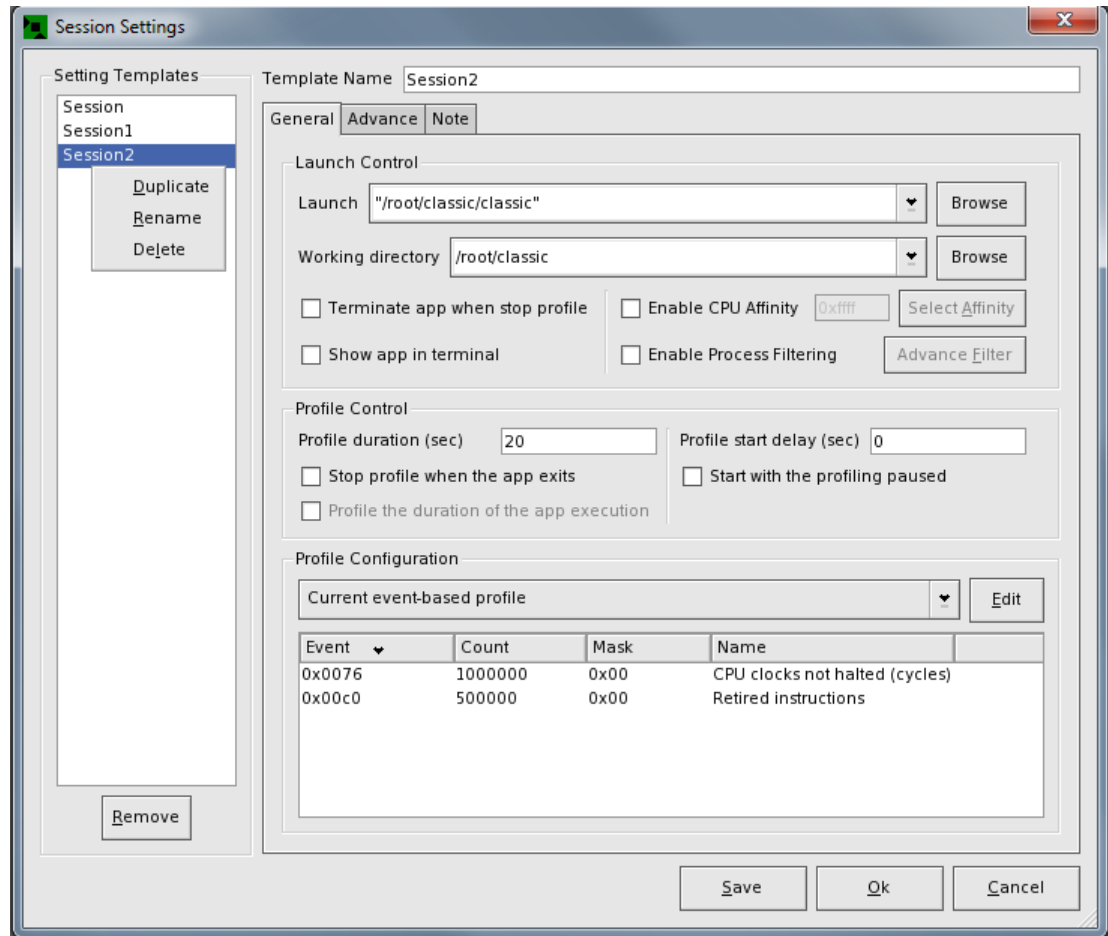 Session Settings
Setting Templates
Session
Session1
Session2
Duplicate
Rename
Delete
Remove
Template Name Session2
General Advance Note
Launch Control
Launch "/root/classic/classic" Browse
Working directory /root/classic Browse
Terminate app when stop profile Enable CPU Affinity 0xffff Select Affinity
Show app in terminal Enable Process Filtering Advance Filter
Profile Control
Profile duration (sec) 20 Profile start delay (sec) 0
Stop profile when the app exits Start with the profiling paused
Profile the duration of the app execution
Profile Configuration
Current event-based profile Edit
Event Count Mask Name
0x0076 1000000 0x00 CPU clocks not halted (cycles)
0x00c0 500000 0x00 Retired instructions
Save Ok Cancel